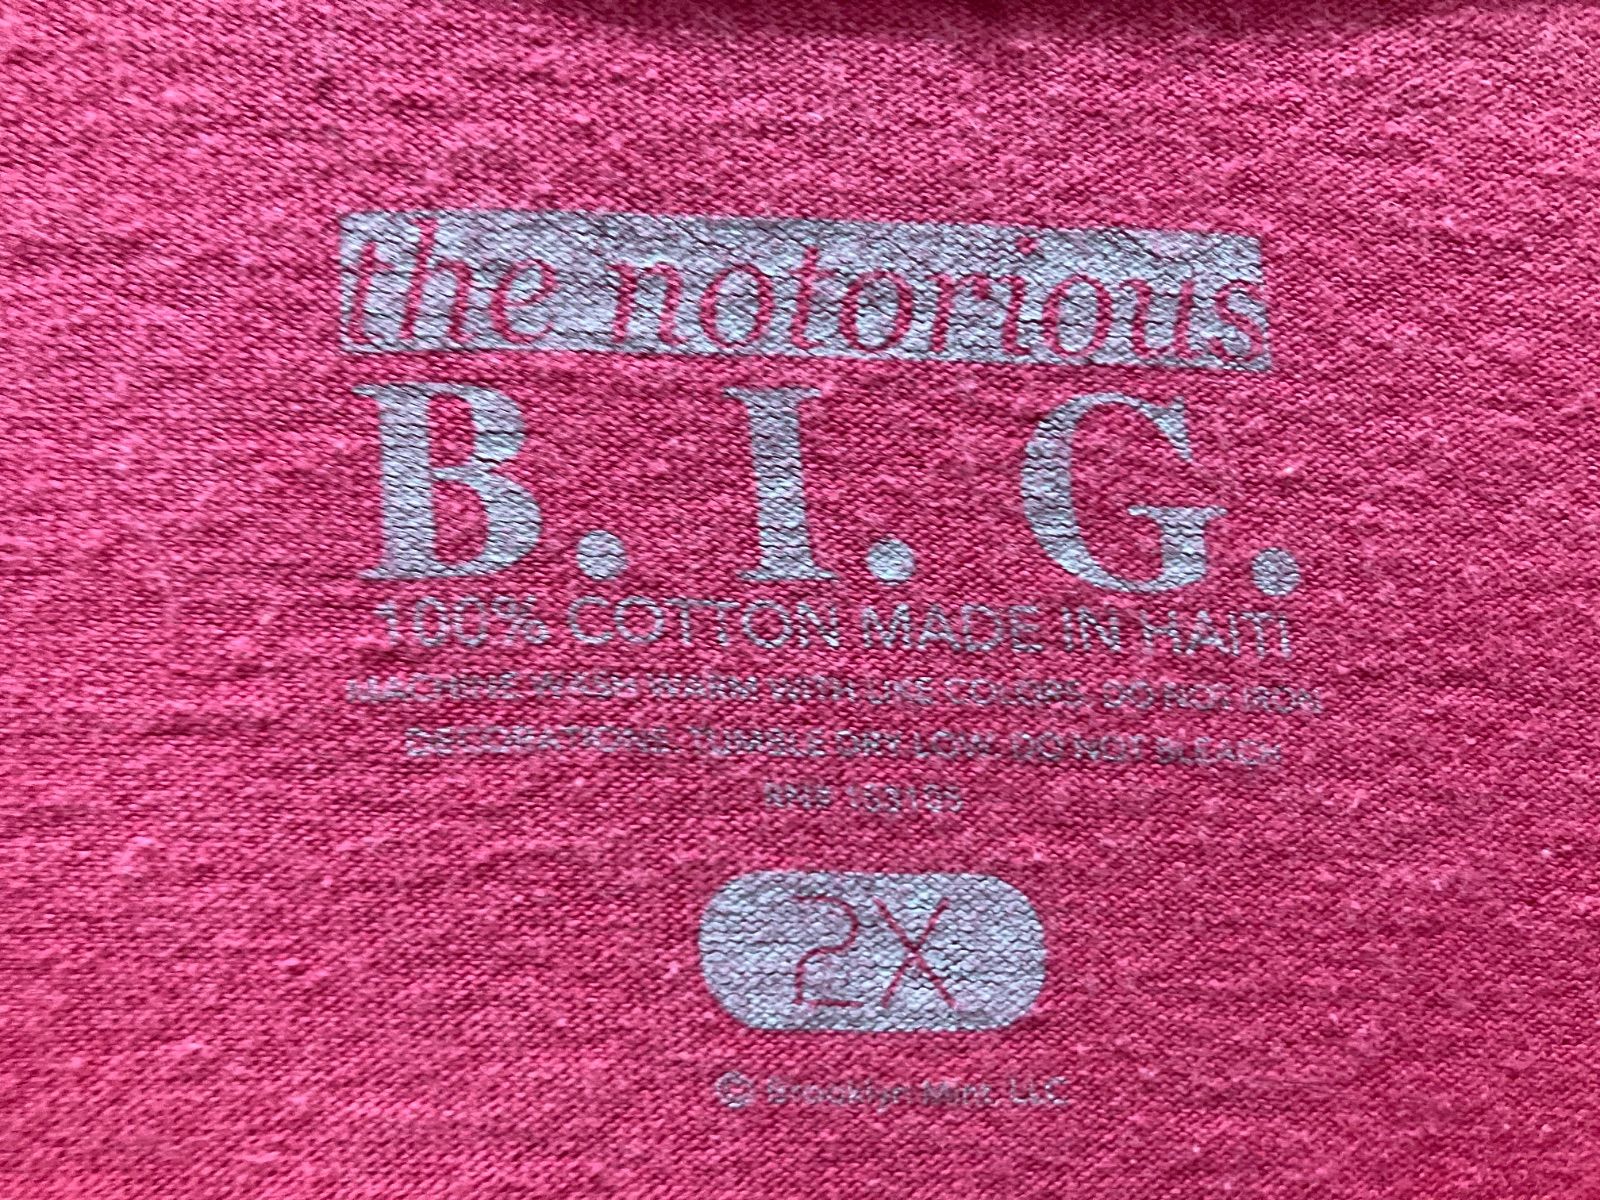 the notorious
B. I. G.
100% COTTON MADE IN HAITI
MACHINE WASH WARM WITH LIKE COLORS. DO NOT IRON
DECORATIONS. TUMBLE DRY LOW. DO NOT BLEACH
RN#
2X
© Brooklyn Mint, LLC